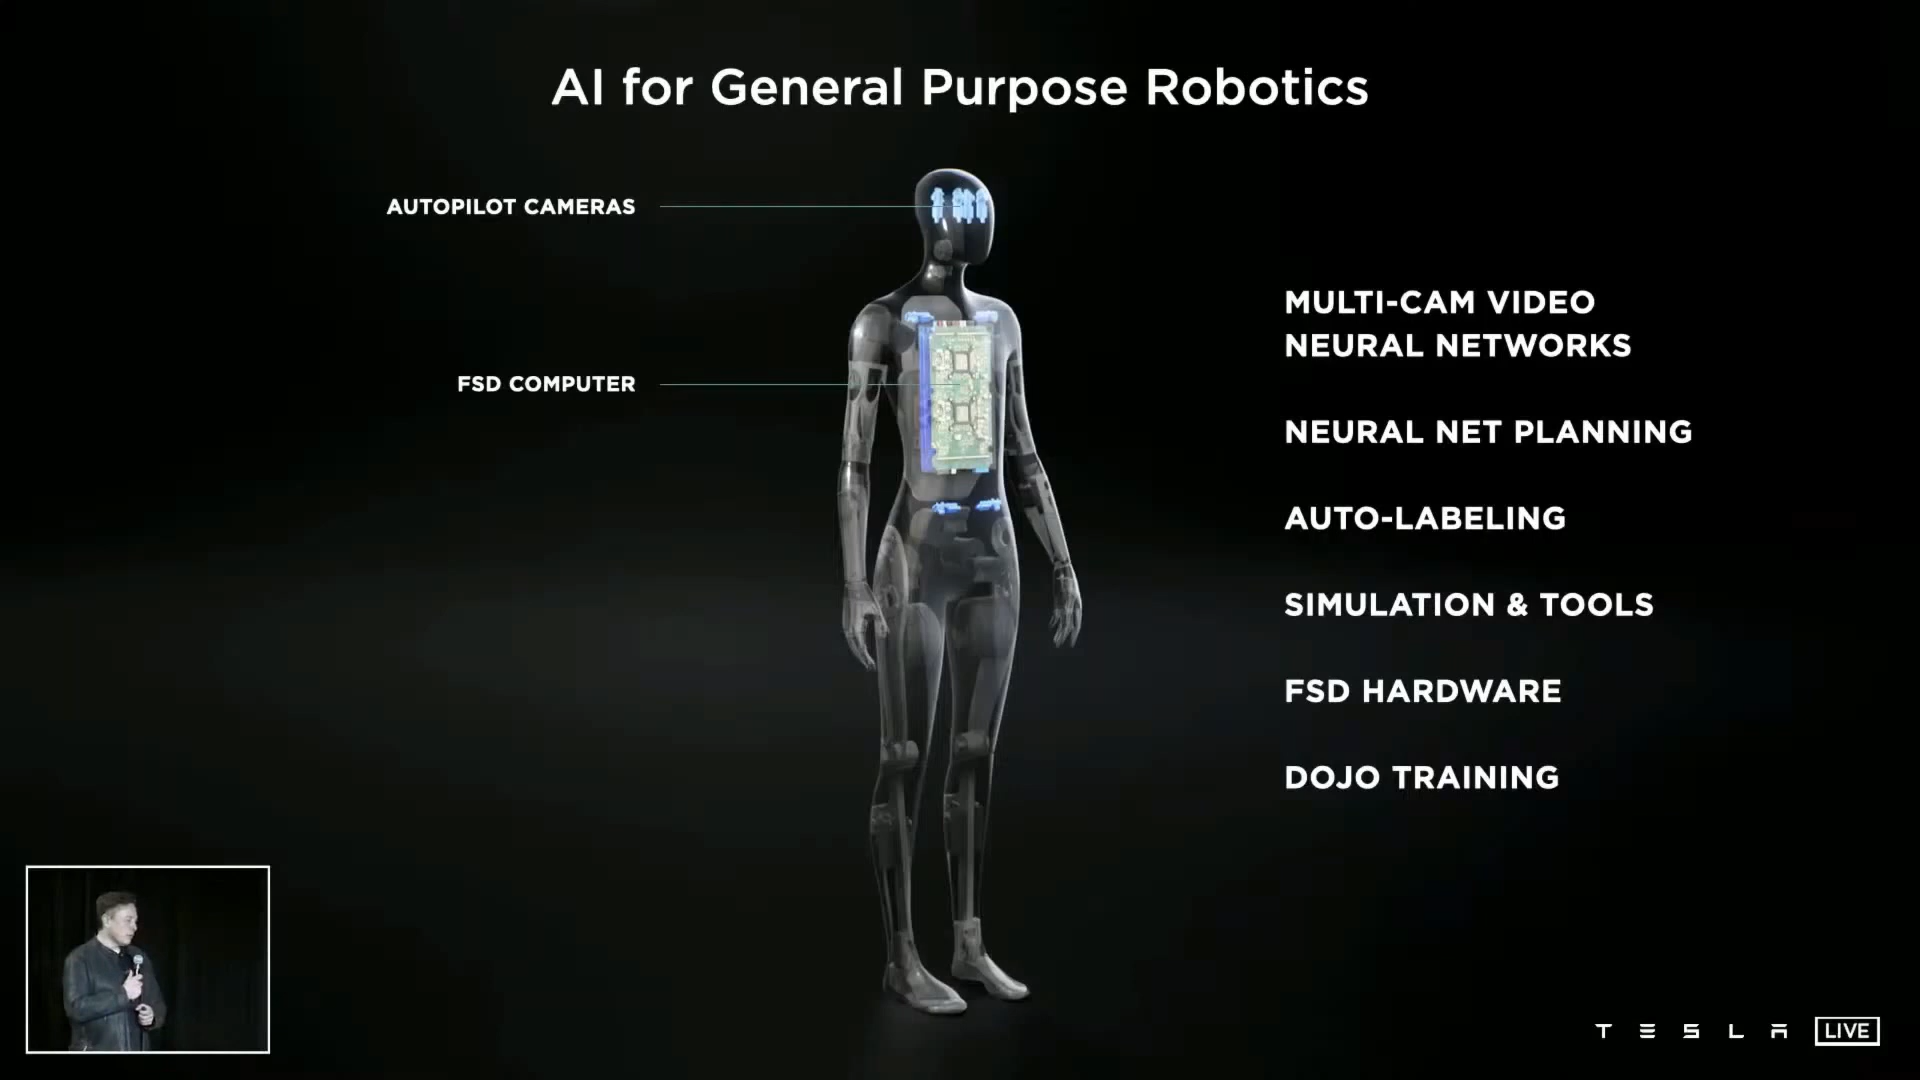 AI for General Purpose Robotics
AUTOPILOT CAMERAS
FSD COMPUTER
MULTI-CAM VIDEO
NEURAL NETWORKS
NEURAL NET PLANNING
AUTO-LABELING
SIMULATION & TOOLS
FSD HARDWARE
DOJO TRAINING
TESLA LIVE